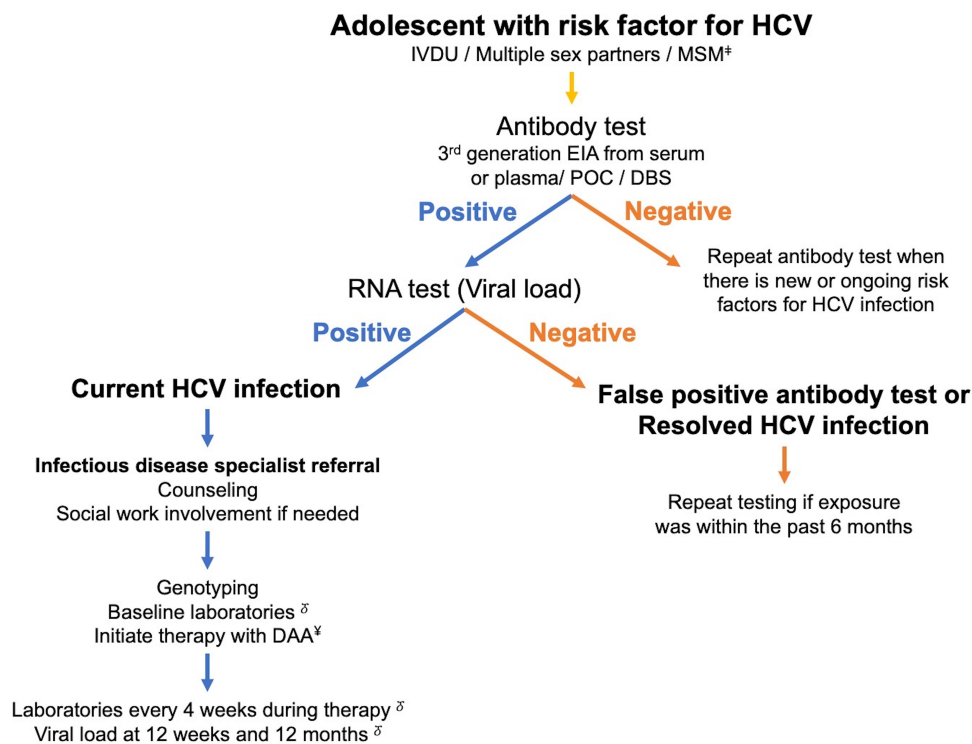 Adolescent with risk factor for HCV
IVDU / Multiple sex partners / MSM‡
Antibody test
3rd generation EIA from serum
or plasma/ POC / DBS
Positive
Negative
Repeat antibody test when
there is new or ongoing risk
factors for HCV infection
RNA test (Viral load)
Positive
Negative
Current HCV infection
False positive antibody test or
Resolved HCV infection
Infectious disease specialist referral
Counseling
Social work involvement if needed
Repeat testing if exposure
was within the past 6 months
Genotyping
Baseline laboratories ⸹
Initiate therapy with DAA¥
Laboratories every 4 weeks during therapy ⸹
Viral load at 12 weeks and 12 months ⸹